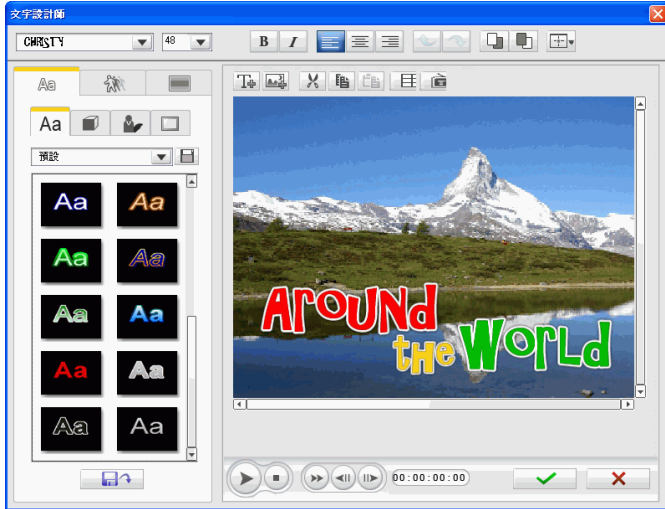 文字設計師
CHRISTY
48
B I
Aa
Aa
預設
Aa Aa
Aa Aa
Aa Aa
Aa Aa
Aa Aa
T
Around
the World
00:00:00:00